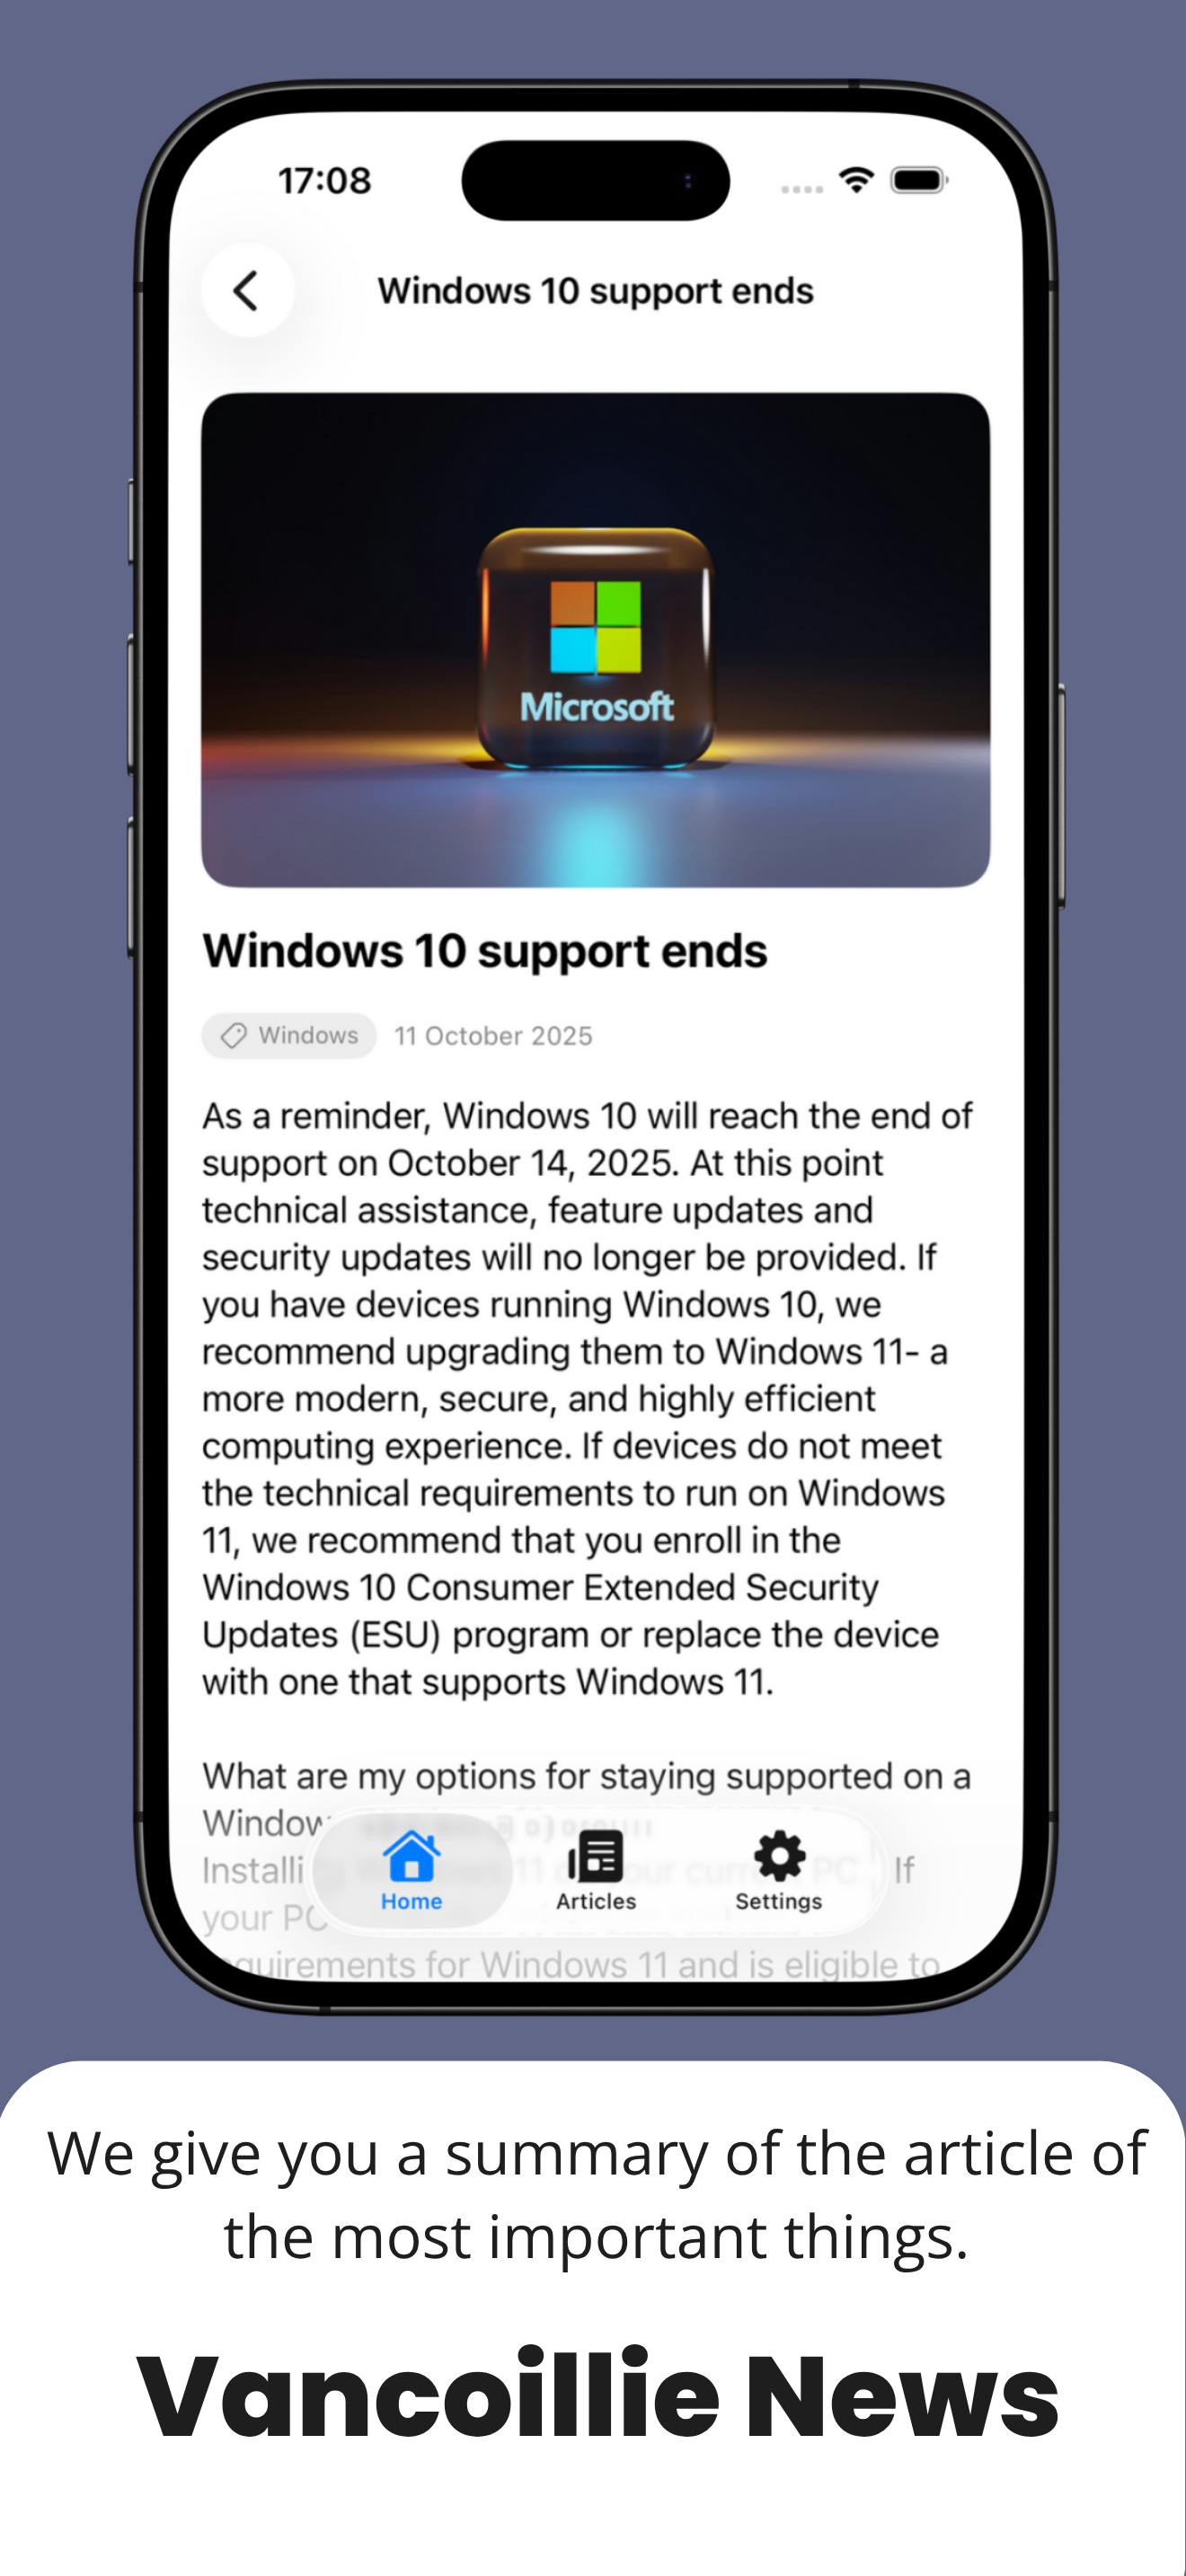 17:08
Windows 10 support ends
Microsoft
Windows 10 support ends
Windows 11 October 2025
As a reminder, Windows 10 will reach the end of
support on October 14, 2025. At this point
technical assistance, feature updates and
security updates will no longer be provided. If
you have devices running Windows 10, we
recommend upgrading them to Windows 11- a
more modern, secure, and highly efficient
computing experience. If devices do not meet
the technical requirements to run on Windows
11, we recommend that you enroll in the
Windows 10 Consumer Extended Security
Updates (ESU) program or replace the device
with one that supports Windows 11.
What are my options for staying supported on a
If
your PC
for Windows 11 and is eligible to
Home Articles Settings
We give you a summary of the article of
the most important things.
Vancoillie News